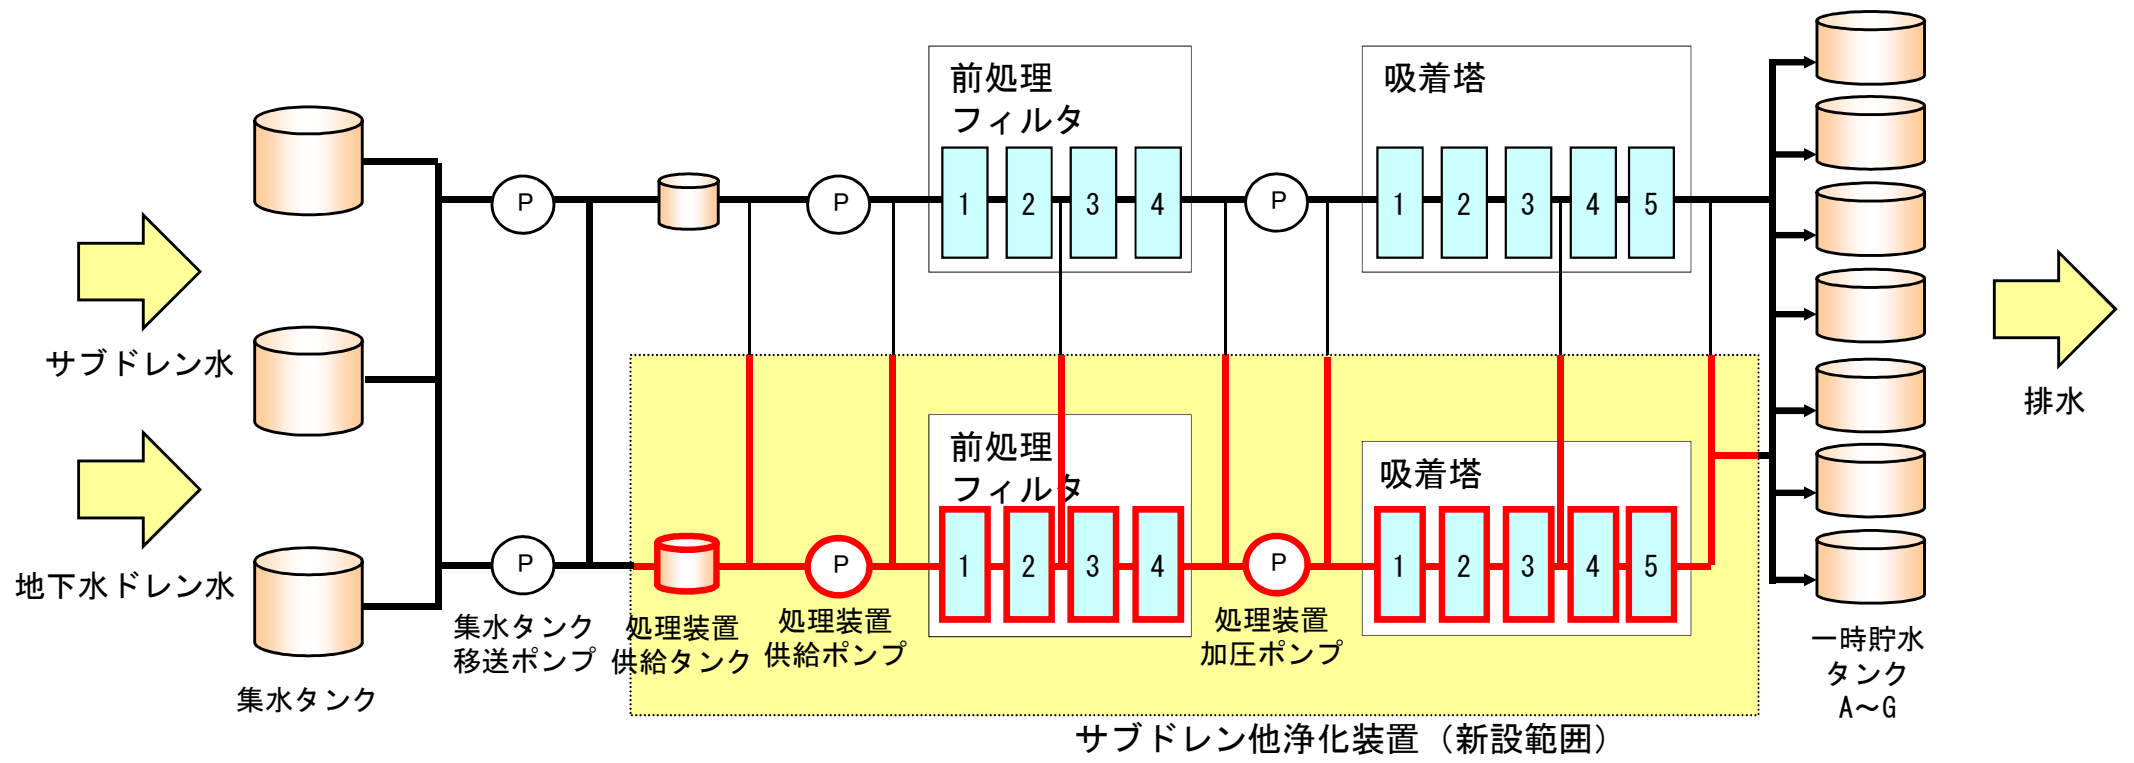 前処理
フィルタ
1
2
3
4
吸着塔
1
2
3
4
5
P
P
P
サブドレン水
地下水ドレン水
集水タンク
P
集水タンク
移送ポンプ
処理装置
供給タンク
P
処理装置
供給ポンプ
前処理
フィルタ
1
2
3
4
P
処理装置
加圧ポンプ
吸着塔
1
2
3
4
5
一時貯水
タンク
A～G
排水
サブドレン他浄化装置（新設範囲）